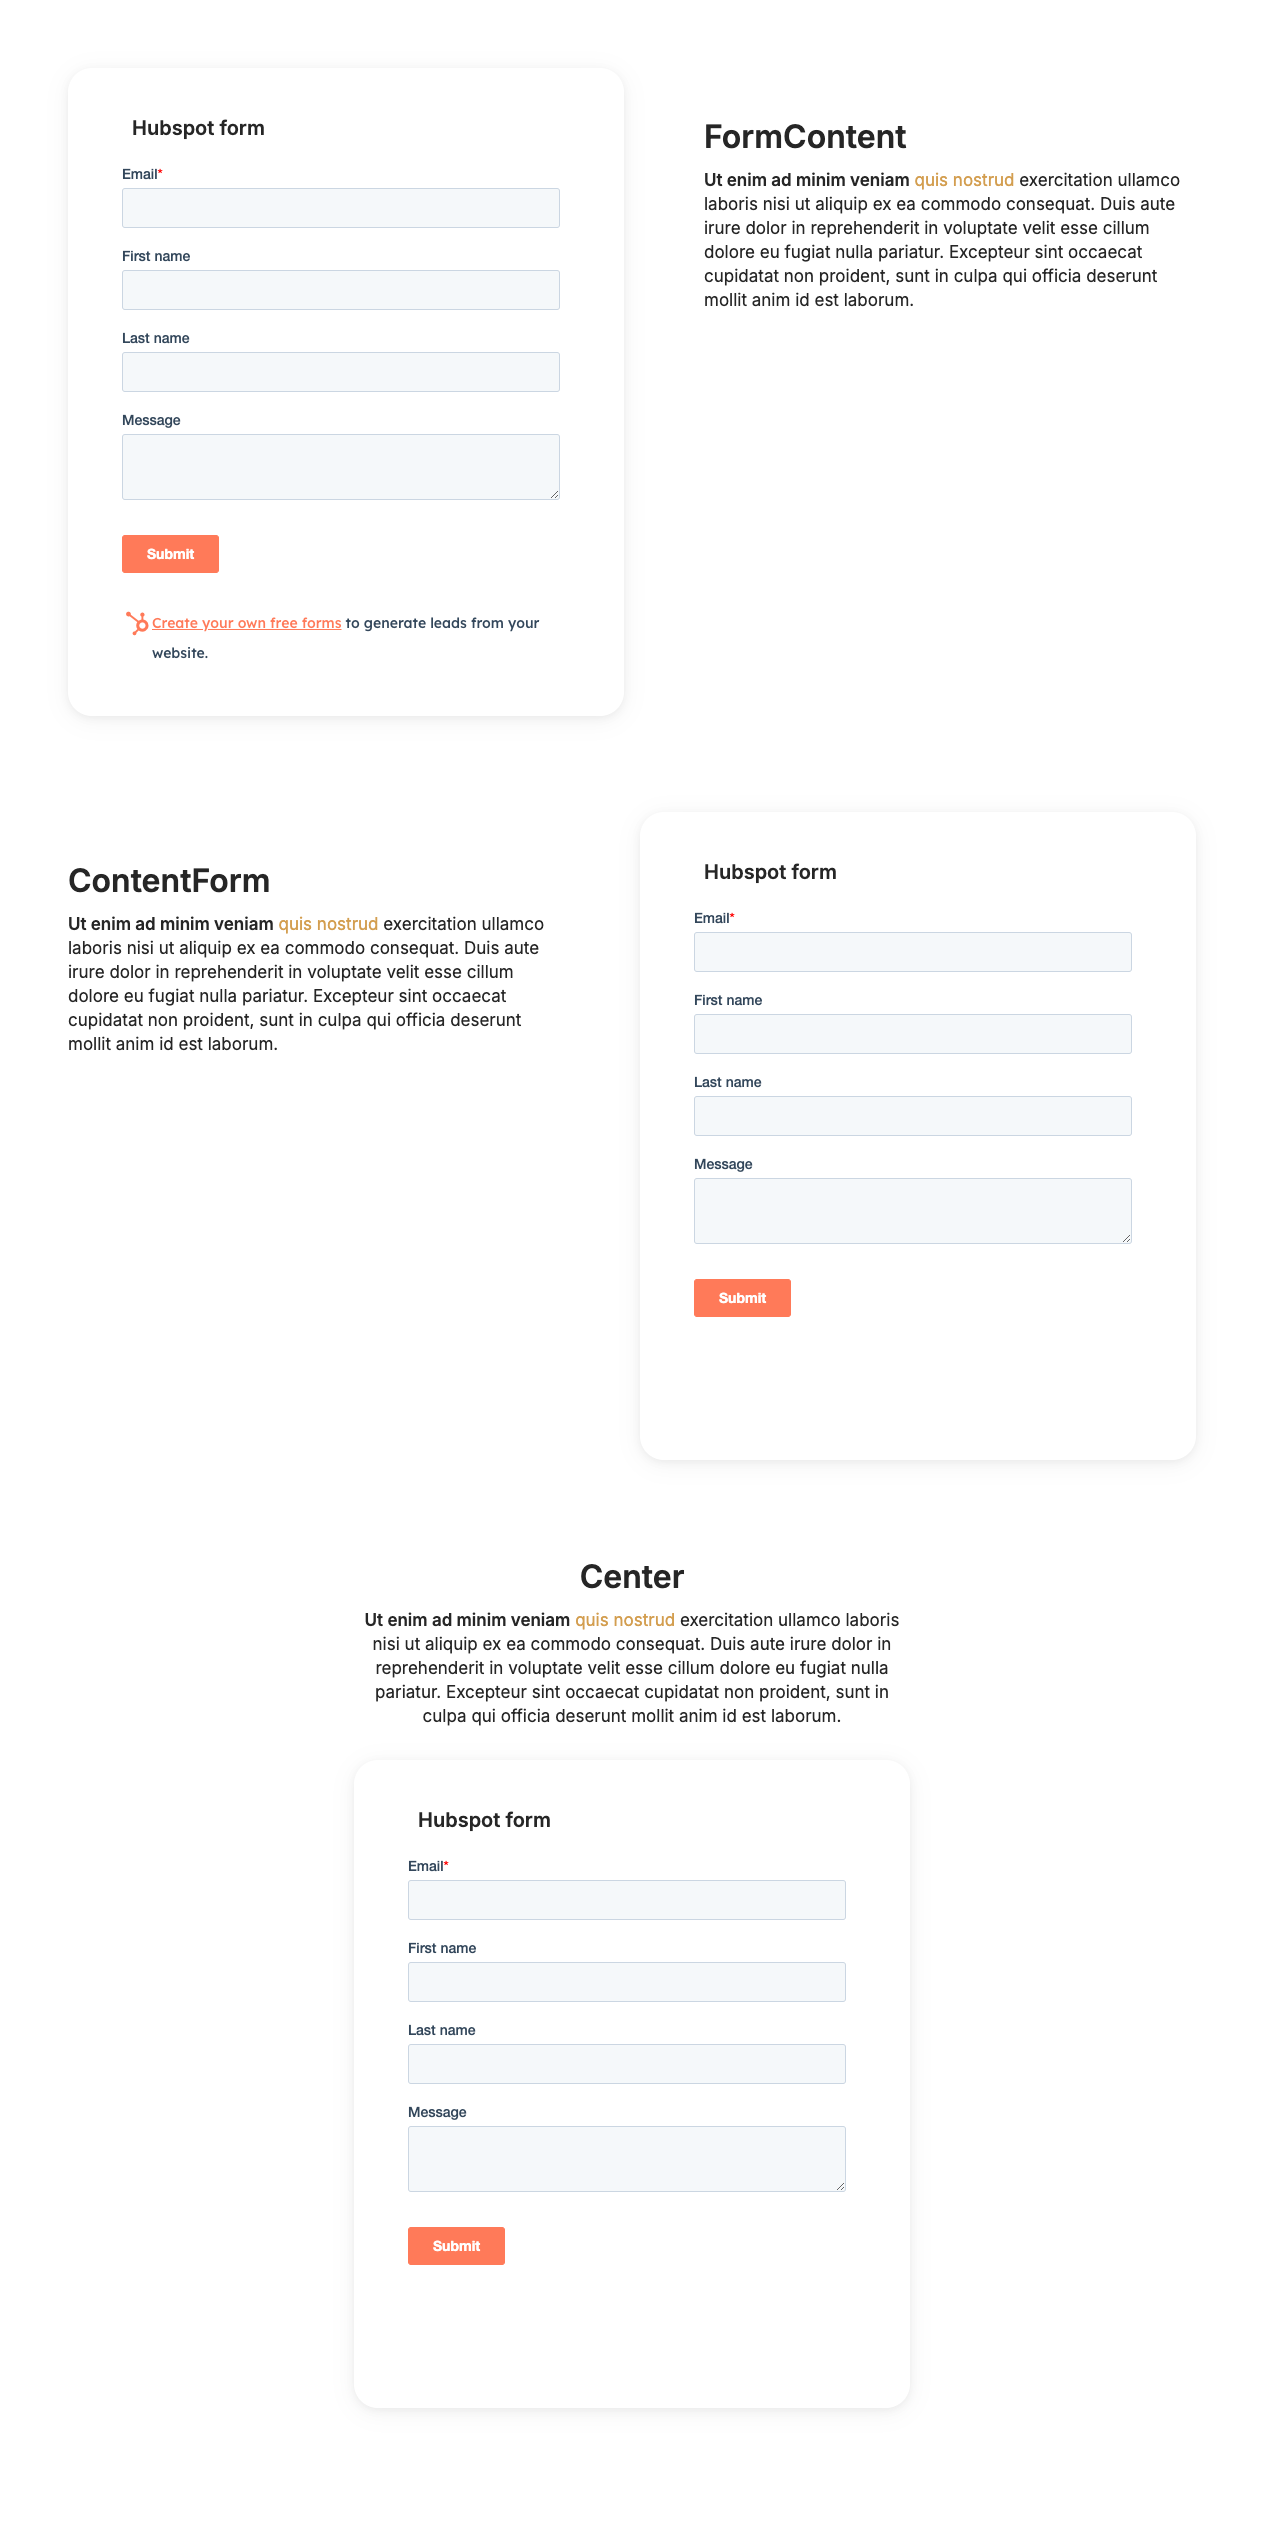 Hubspot form
Email*
First name
Last name
Message
Submit
Create your own free forms to generate leads from your
website.
FormContent
Ut enim ad minim veniam quis nostrud exercitation ullamco
laboris nisi ut aliquip ex ea commodo consequat. Duis aute
irure dolor in reprehenderit in voluptate velit esse cillum
dolore eu fugiat nulla pariatur. Excepteur sint occaecat
cupidatat non proident, sunt in culpa qui officia deserunt
mollit anim id est laborum.
ContentForm
Ut enim ad minim veniam quis nostrud exercitation ullamco
laboris nisi ut aliquip ex ea commodo consequat. Duis aute
irure dolor in reprehenderit in voluptate velit esse cillum
dolore eu fugiat nulla pariatur. Excepteur sint occaecat
cupidatat non proident, sunt in culpa qui officia deserunt
mollit anim id est laborum.
Hubspot form
Email*
First name
Last name
Message
Submit
Center
Ut enim ad minim veniam quis nostrud exercitation ullamco laboris
nisi ut aliquip ex ea commodo consequat. Duis aute irure dolor in
reprehenderit in voluptate velit esse cillum dolore eu fugiat nulla
pariatur. Excepteur sint occaecat cupidatat non proident, sunt in
culpa qui officia deserunt mollit anim id est laborum.
Hubspot form
Email*
First name
Last name
Message
Submit